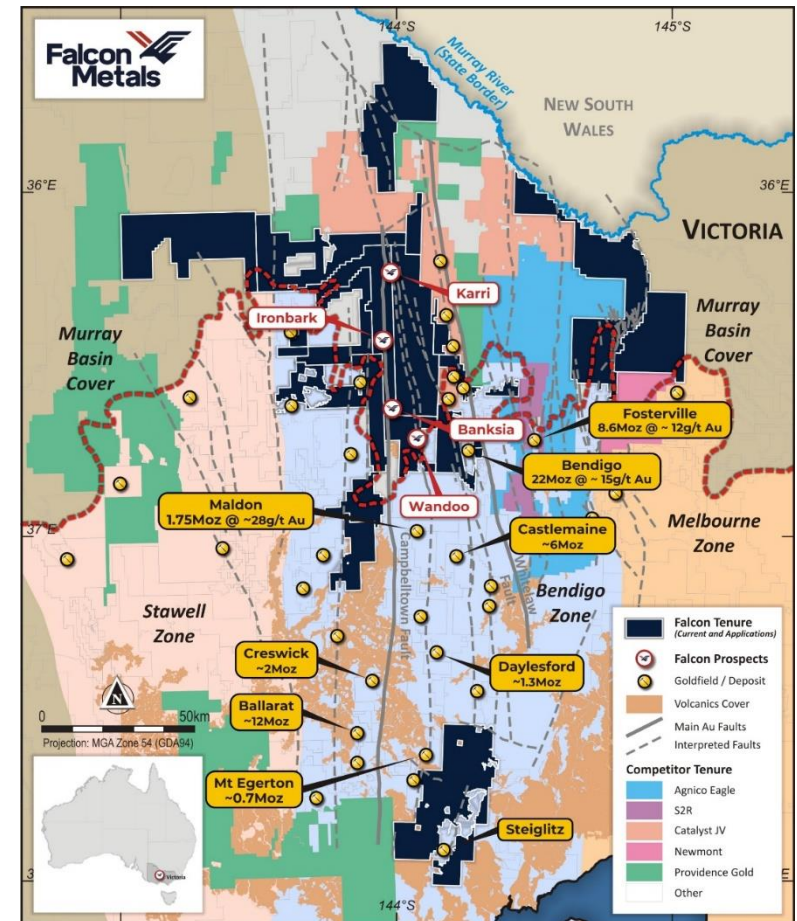 Falcon
Metals
144°S
145°S
Murray River
(State Border)
NEW SOUTH
WALES
36°E
36°E
VICTORIA
Karri
Ironbark
Murray
Basin
Cover
Murray
Basin
Cover
Banksia
Fosterville
8.6Moz @ ~ 12g/t Au
Bendigo
22Moz @ ~ 15g/t Au
Wandoo
Maldon
1.75Moz @ ~28g/t Au
Castlemaine
~6Moz
Melbourne
Zone
37°E
Campbelltown Fault
Whitelaw
Fault
Bendigo
Zone
Stawell
Zone
Creswick
~2Moz
Daylesford
~1.3Moz
Ballarat
~12Moz
Mt Egerton
~0.7Moz
Steiglitz
N
0
50km
Projection: MGA Zone 54 (GDA94)
Victoria
144°S
Falcon Tenure
(Current and Applications)
Falcon Prospects
Goldfield / Deposit
Volcanics Cover
Main Au Faults
Interpreted Faults
Competitor Tenure
Agnico Eagle
S2R
Catalyst JV
Newmont
Providence Gold
Other